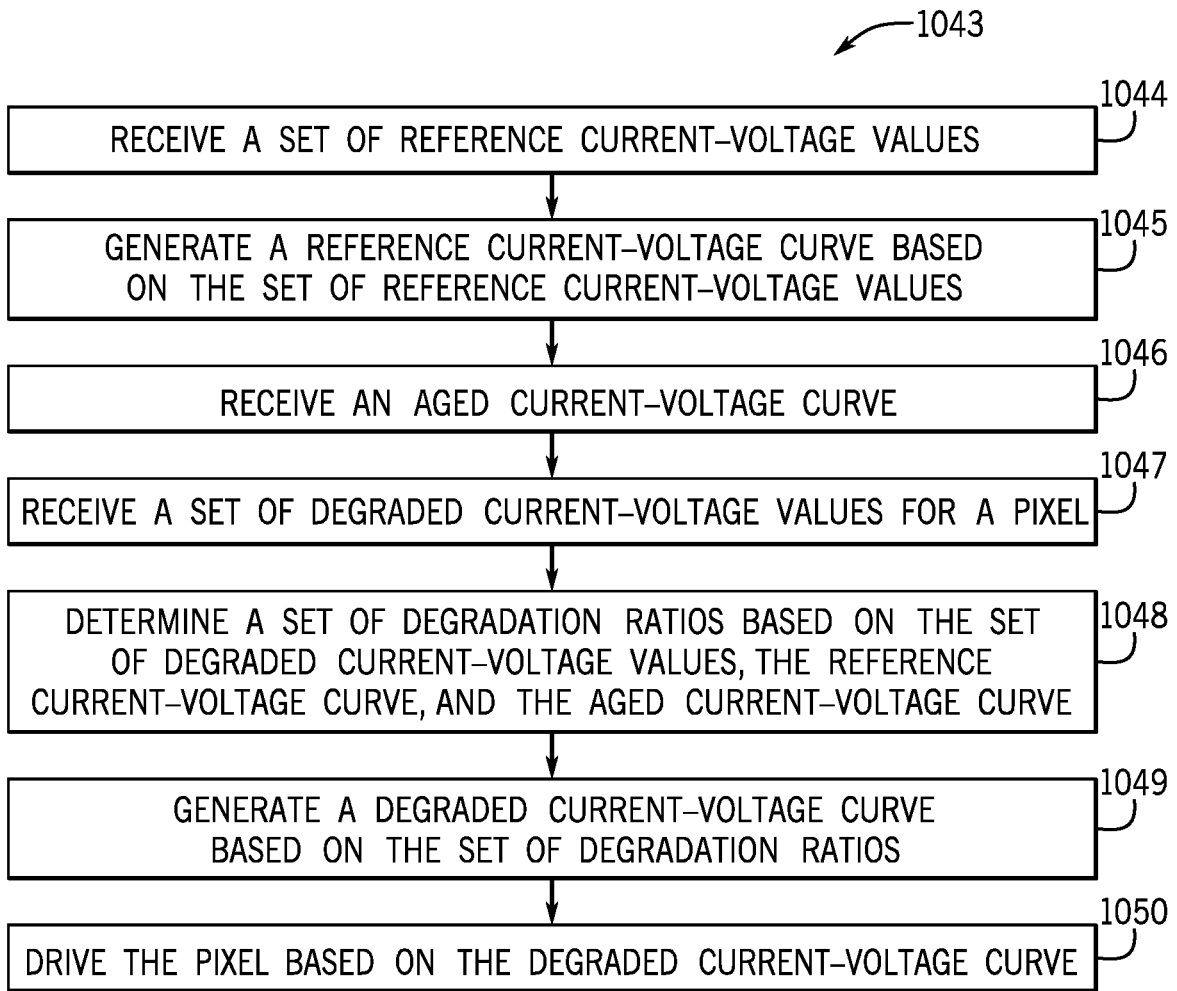 1043
1044
RECEIVE A SET OF REFERENCE CURRENT–VOLTAGE VALUES
1045
GENERATE A REFERENCE CURRENT–VOLTAGE CURVE BASED
ON THE SET OF REFERENCE CURRENT–VOLTAGE VALUES
1046
RECEIVE AN AGED CURRENT–VOLTAGE CURVE
1047
RECEIVE A SET OF DEGRADED CURRENT–VOLTAGE VALUES FOR A PIXEL
1048
DETERMINE A SET OF DEGRADATION RATIOS BASED ON THE SET
OF DEGRADED CURRENT–VOLTAGE VALUES, THE REFERENCE
CURRENT–VOLTAGE CURVE, AND THE AGED CURRENT–VOLTAGE CURVE
1049
GENERATE A DEGRADED CURRENT–VOLTAGE CURVE
BASED ON THE SET OF DEGRADATION RATIOS
1050
DRIVE THE PIXEL BASED ON THE DEGRADED CURRENT–VOLTAGE CURVE